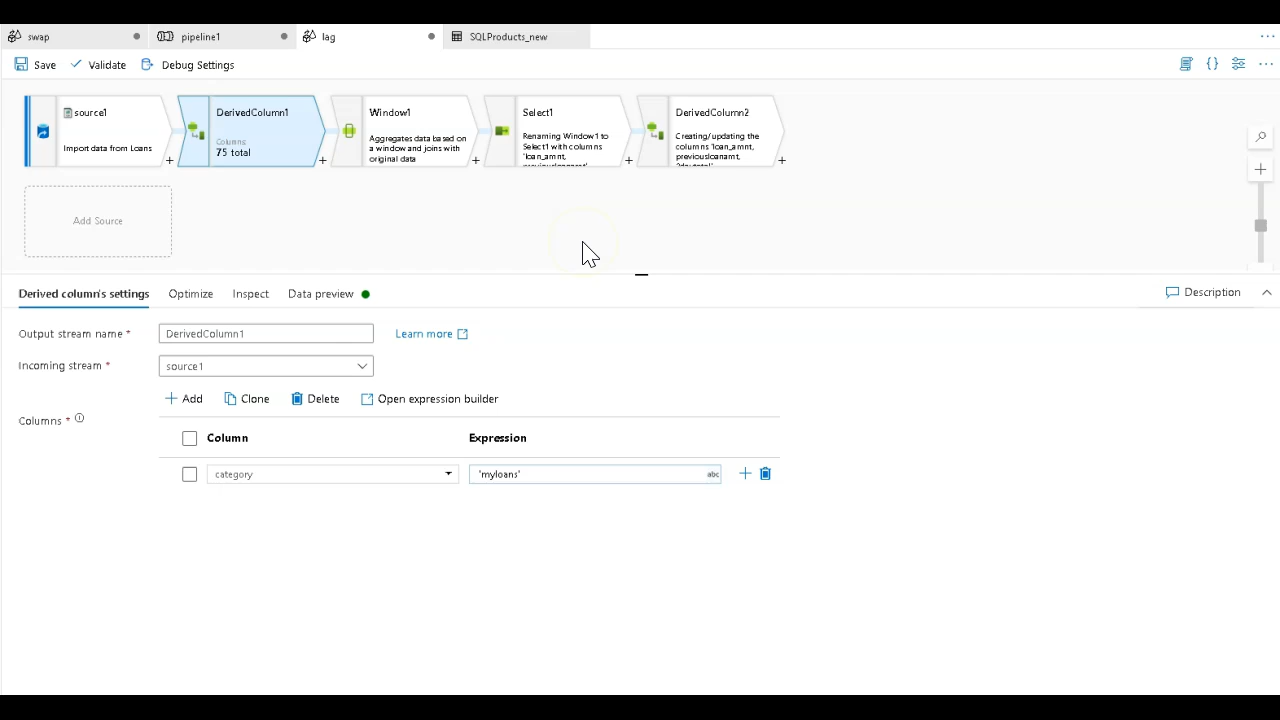 swap
pipeline1
lag
SQLProducts_new
Save
Validate
Debug Settings
source1
Import data from Loans
DerivedColumn1
Columns:
75 total
Window1
Aggregates data based on
a window and joins with
original data
Select1
Renaming Window1 to
Select1 with columns
'loan_amnt,
DerivedColumn2
Creating/updating the
columns 'loan_amnt,
previousloanamt,
Add Source
Derived column's settings
Optimize
Inspect
Data preview
Description
Output stream name *
DerivedColumn1
Learn more
Incoming stream *
source1
Add
Clone
Delete
Open expression builder
Columns *
Column
Expression
category
'myloans'
abc